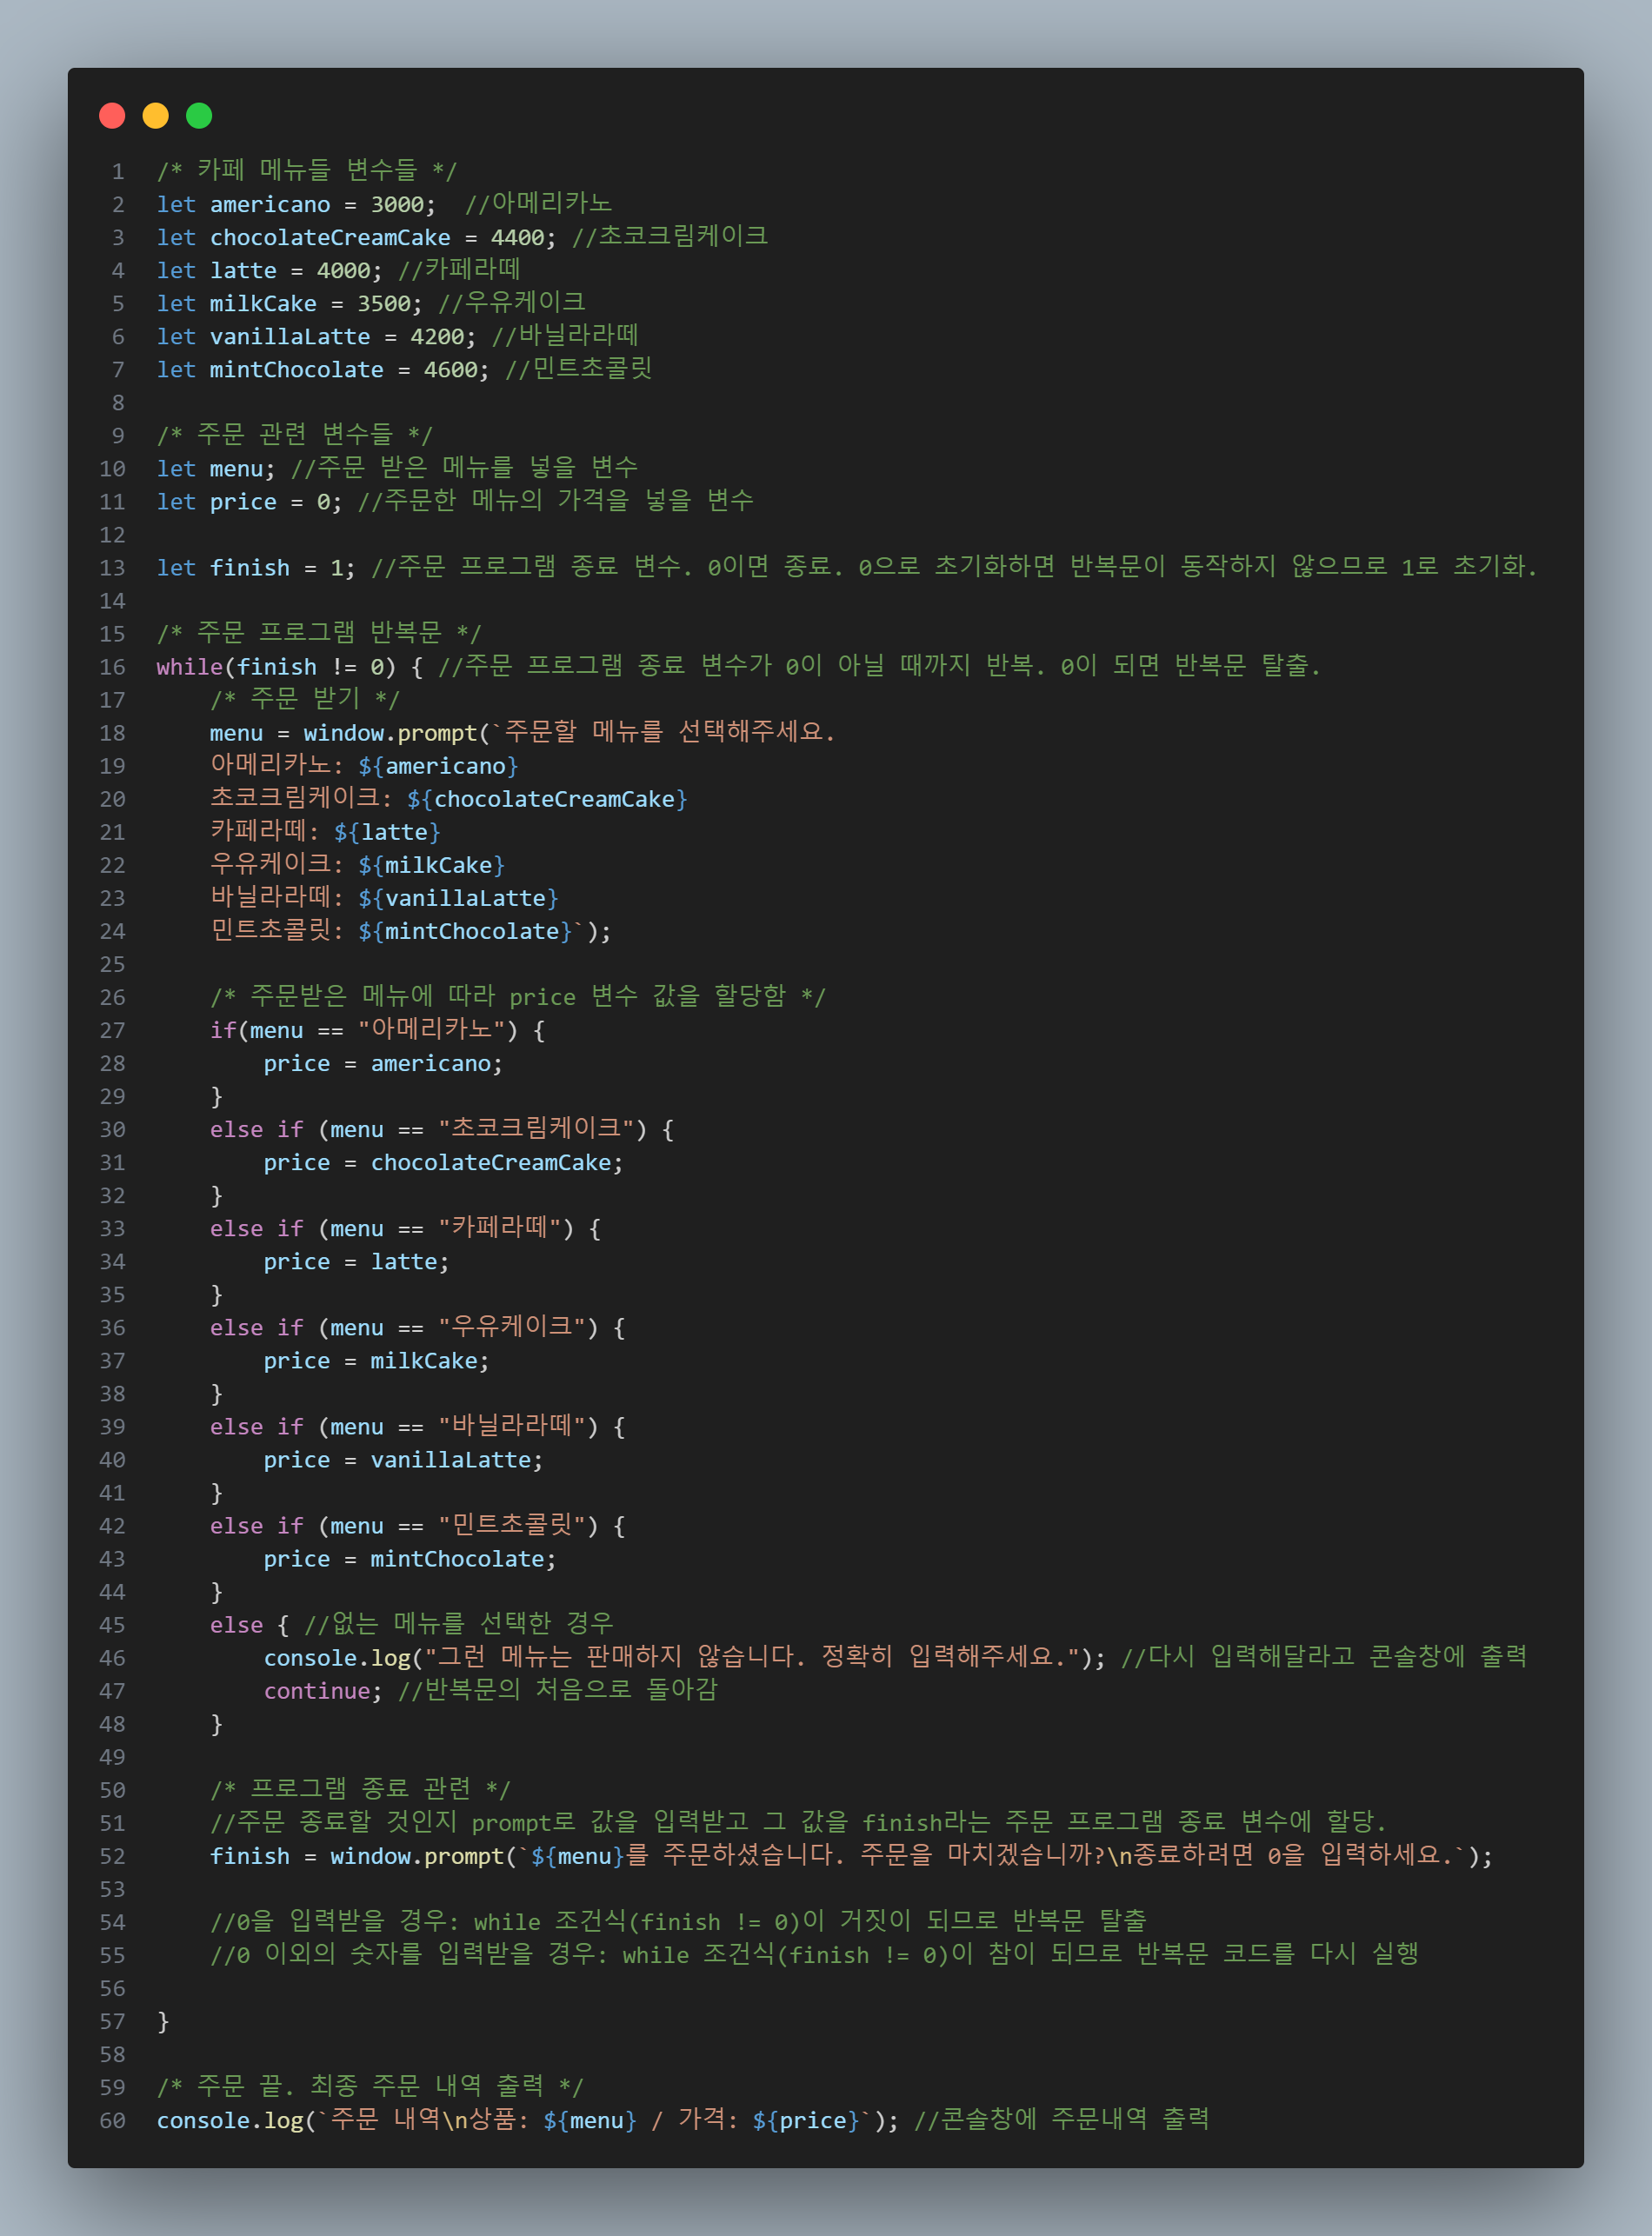 1 /* 카페 메뉴들 변수들 */
2 let americano = 3000;  //아메리카노
3 let chocolateCreamCake = 4400; //초코크림케이크
4 let latte = 4000; //카페라떼
5 let milkCake = 3500; //우유케이크
6 let vanillaLatte = 4200; //바닐라라떼
7 let mintChocolate = 4600; //민트초콜릿
8
9 /* 주문 관련 변수들 */
10 let menu; //주문 받은 메뉴를 넣을 변수
11 let price = 0; //주문한 메뉴의 가격을 넣을 변수
12
13 let finish = 1; //주문 프로그램 종료 변수. 0이면 종료. 0으로 초기화하면 반복문이 동작하지 않으므로 1로 초기화.
14
15 /* 주문 프로그램 반복문 */
16 while(finish != 0) { //주문 프로그램 종료 변수가 0이 아닐 때까지 반복. 0이 되면 반복문 탈출.
17     /* 주문 받기 */
18     menu = window.prompt(`주문할 메뉴를 선택해주세요.
19     아메리카노: ${americano}
20     초코크림케이크: ${chocolateCreamCake}
21     카페라떼: ${latte}
22     우유케이크: ${milkCake}
23     바닐라라떼: ${vanillaLatte}
24     민트초콜릿: ${mintChocolate}`);
25
26     /* 주문받은 메뉴에 따라 price 변수 값을 할당함 */
27     if(menu == "아메리카노") {
28         price = americano;
29     }
30     else if (menu == "초코크림케이크") {
31         price = chocolateCreamCake;
32     }
33     else if (menu == "카페라떼") {
34         price = latte;
35     }
36     else if (menu == "우유케이크") {
37         price = milkCake;
38     }
39     else if (menu == "바닐라라떼") {
40         price = vanillaLatte;
41     }
42     else if (menu == "민트초콜릿") {
43         price = mintChocolate;
44     }
45     else { //없는 메뉴를 선택한 경우
46         console.log("그런 메뉴는 판매하지 않습니다. 정확히 입력해주세요."); //다시 입력해달라고 콘솔창에 출력
47         continue; //반복문의 처음으로 돌아감
48     }
49
50     /* 프로그램 종료 관련 */
51     //주문 종료할 것인지 prompt로 값을 입력받고 그 값을 finish라는 주문 프로그램 종료 변수에 할당.
52     finish = window.prompt(`${menu}를 주문하셨습니다. 주문을 마치겠습니까?\n종료하려면 0을 입력하세요.`);
53
54     //0을 입력받을 경우: while 조건식(finish != 0)이 거짓이 되므로 반복문 탈출
55     //0 이외의 숫자를 입력받을 경우: while 조건식(finish != 0)이 참이 되므로 반복문 코드를 다시 실행
56
57 }
58
59 /* 주문 끝. 최종 주문 내역 출력 */
60 console.log(`주문 내역\n상품: ${menu} / 가격: ${price}`); //콘솔창에 주문내역 출력